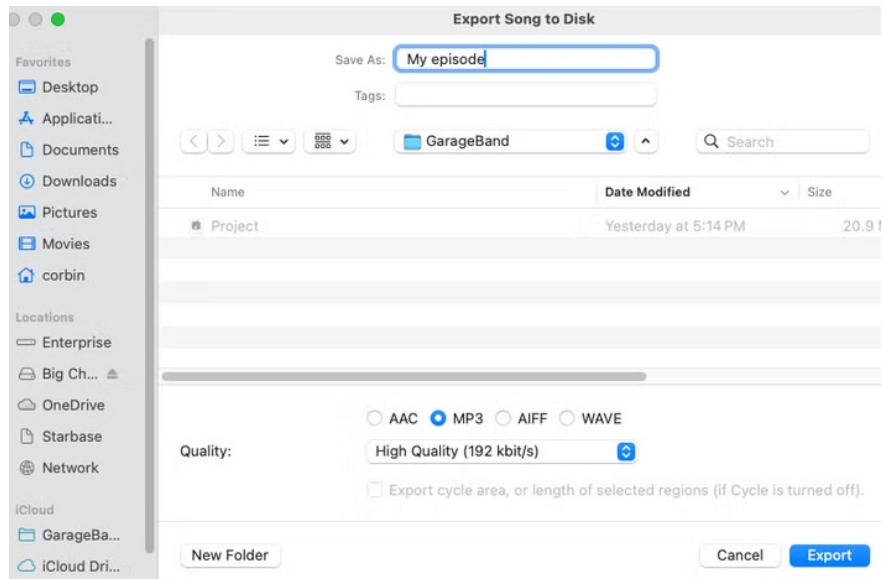 Export Song to Disk
Favorites
Desktop
Applicati...
Documents
Downloads
Pictures
Movies
corbin
Locations
Enterprise
Big Ch...
OneDrive
Starbase
Network
iCloud
GarageBa...
iCloud Dri...
Save As: My episode
Tags:
GarageBand
Search
Name Date Modified Size
Project Yesterday at 5:14 PM 20.9
AAC MP3 AIFF WAVE
Quality: High Quality (192 kbit/s)
Export cycle area, or length of selected regions (if Cycle is turned off).
New Folder Cancel Export